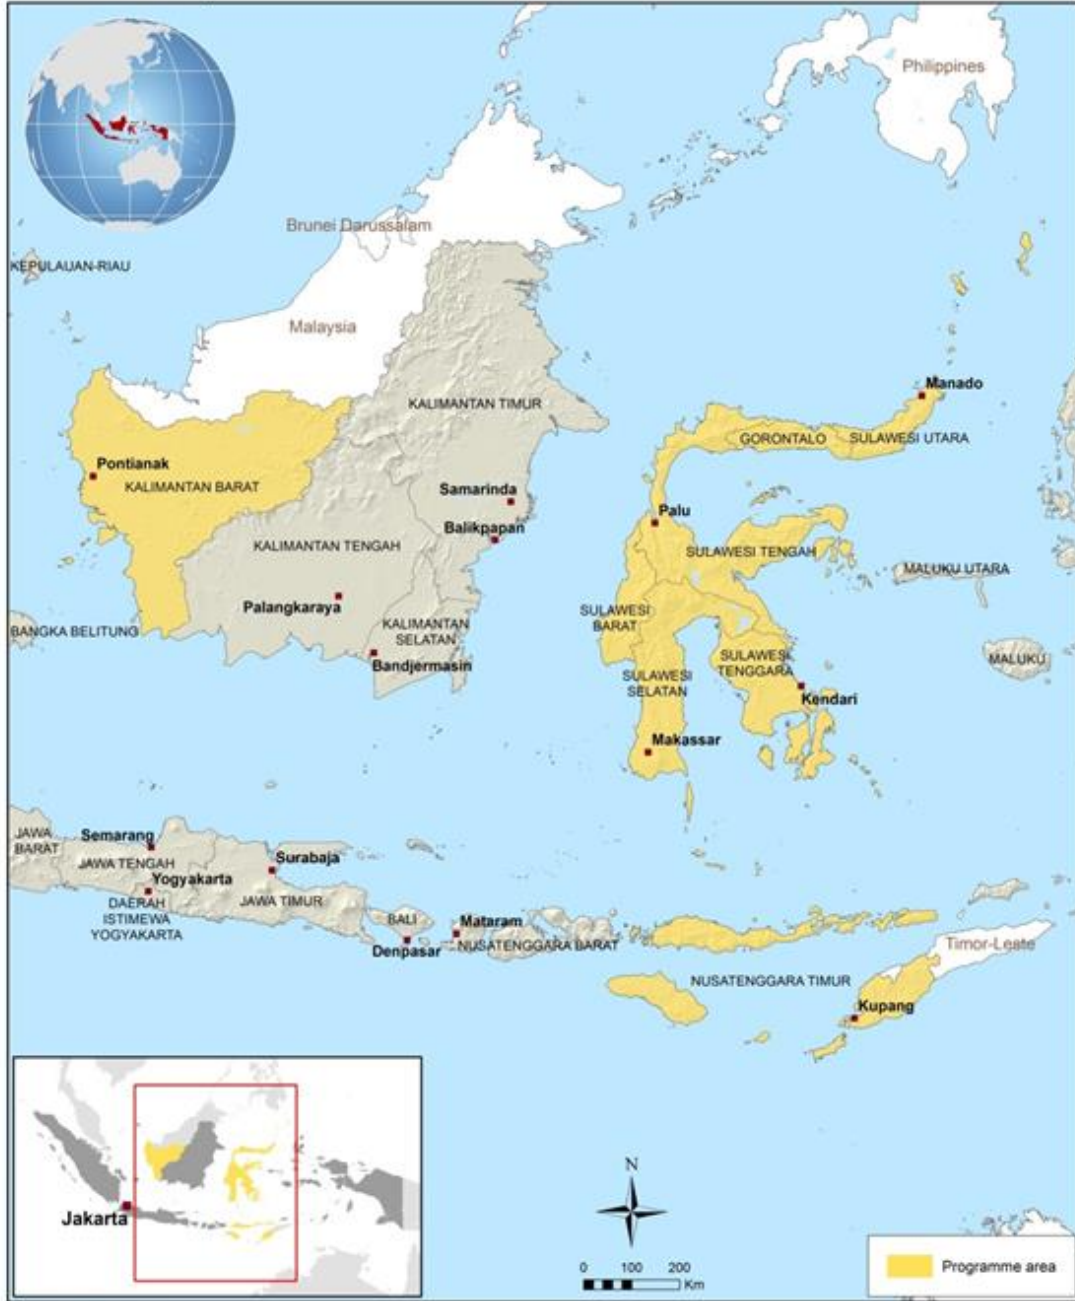 Philippines
Brunei Darussalam
KEPULAUAN-RIAU
Malaysia
Manado
KALIMANTAN TIMUR
GORONTALO
SULAWESI UTARA
Pontianak
KALIMANTAN BARAT
Samarinda
Palu
Balikpapan
KALIMANTAN TENGAH
SULAWESI TENGAH
MALUKU UTARA
Palangkaraya
SULAWESI
BARAT
KALIMANTAN
SELATAN
BANGKA BELITUNG
SULAWESI
TENGGARA
MALUKU
Bandjermasin
SULAWESI
SELATAN
Kendari
Makassar
JAWA
BARAT
Semarang
JAWA TENGAH
Surabaja
Yogyakarta
DAERAH
ISTIMEWA
YOGYAKARTA
JAWA TIMUR
BALI
Mataram
Denpasar
NUSATENGGARA BARAT
Timor-Leste
NUSATENGGARA TIMUR
Kupang
Jakarta
N
0 100 200
Km
Programme area